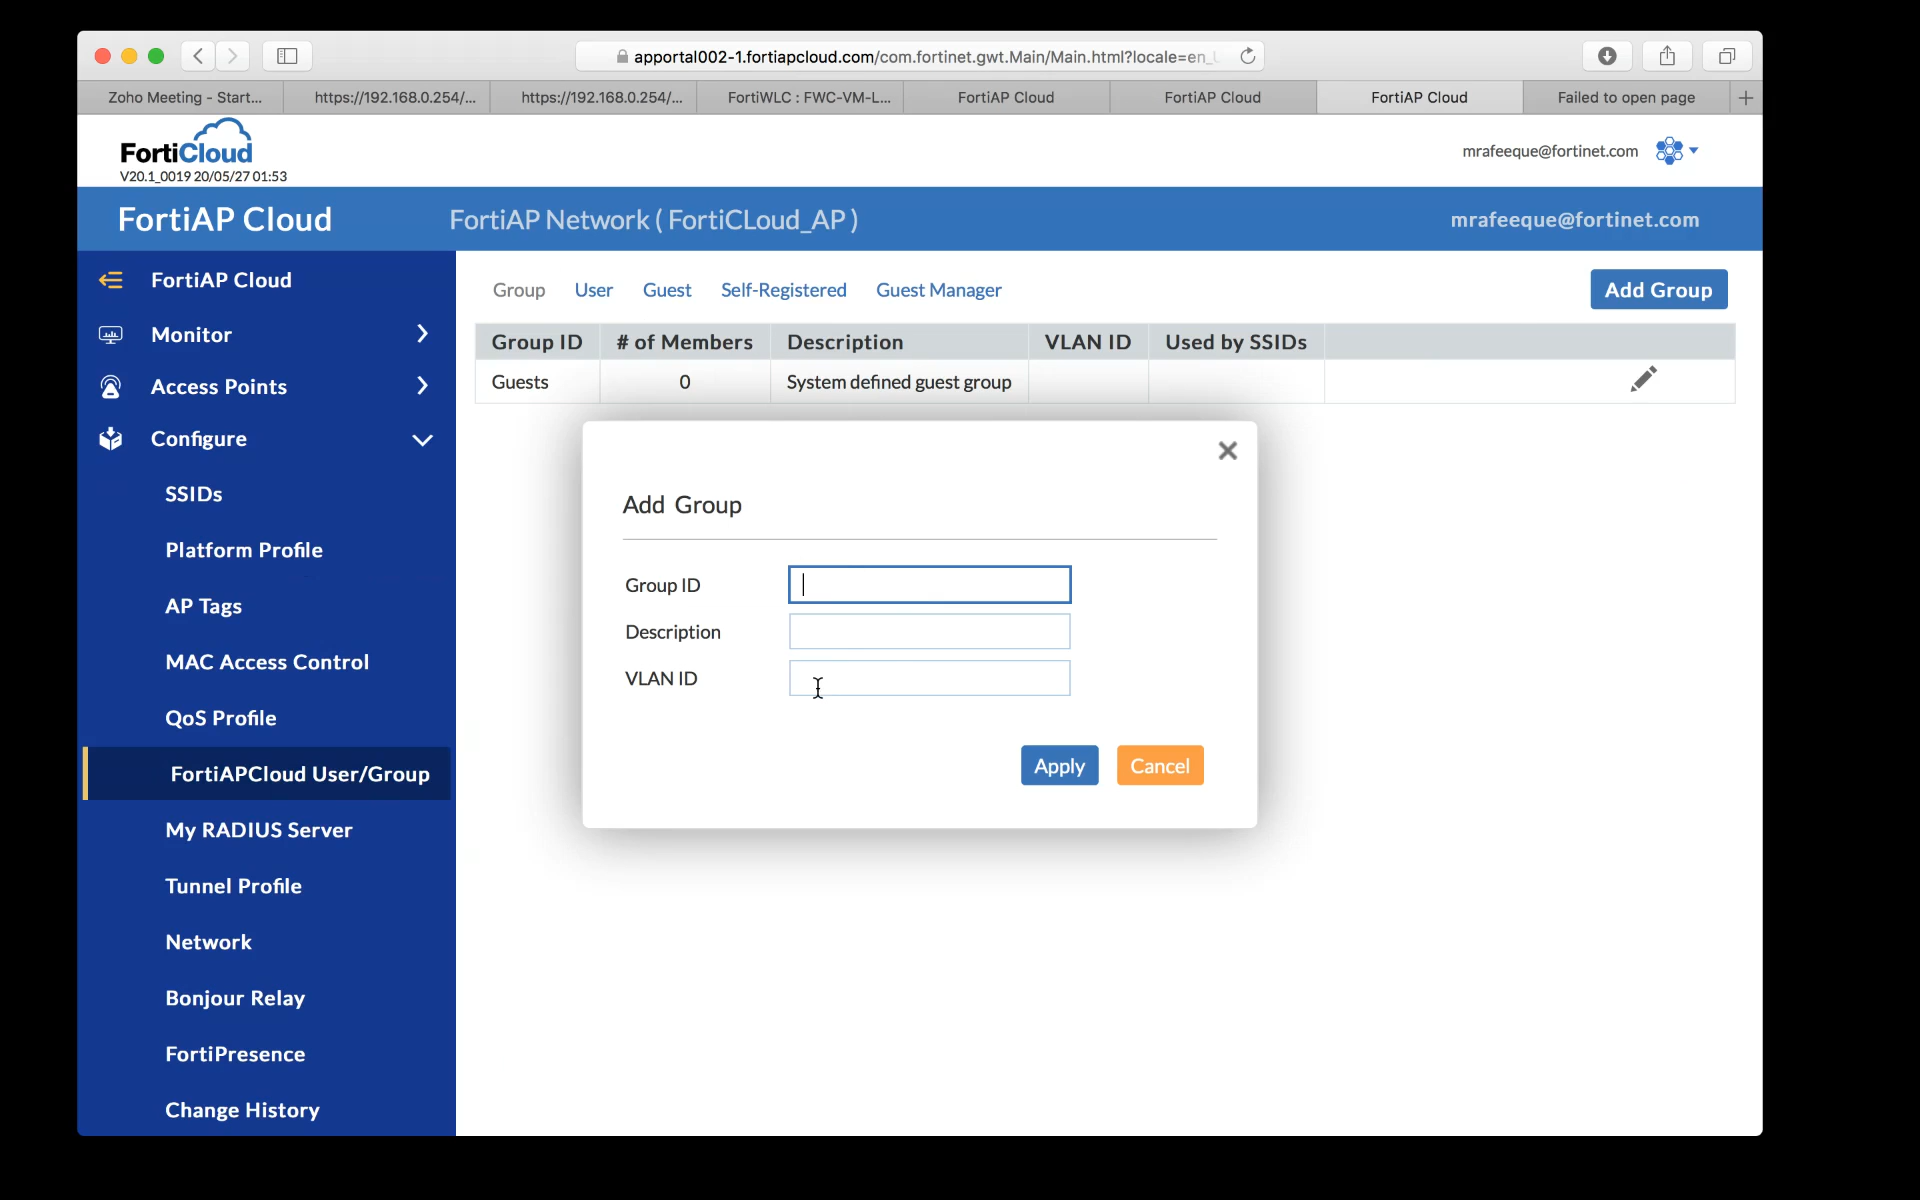 apportal002-1.fortiapcloud.com/com.fortinet.gwt.Main/Main.html?locale=en_
Zoho Meeting - Start... https://192.168.0.254/... https://192.168.0.254/... FortiWLC : FWC-VM-L... FortiAP Cloud FortiAP Cloud FortiAP Cloud Failed to open page
FortiCloud
V20.1_0019 20/05/27 01:53
mrafeeque@fortinet.com
FortiAP Cloud FortiAP Network ( FortiCLoud_AP ) mrafeeque@fortinet.com
FortiAP Cloud
Monitor
Access Points
Configure
SSIDs
Platform Profile
AP Tags
MAC Access Control
QoS Profile
FortiAPCloud User/Group
My RADIUS Server
Tunnel Profile
Network
Bonjour Relay
FortiPresence
Change History
Group User Guest Self-Registered Guest Manager Add Group
Group ID # of Members Description VLAN ID Used by SSIDs
Guests 0 System defined guest group
Add Group
Group ID
Description
VLAN ID
Apply Cancel